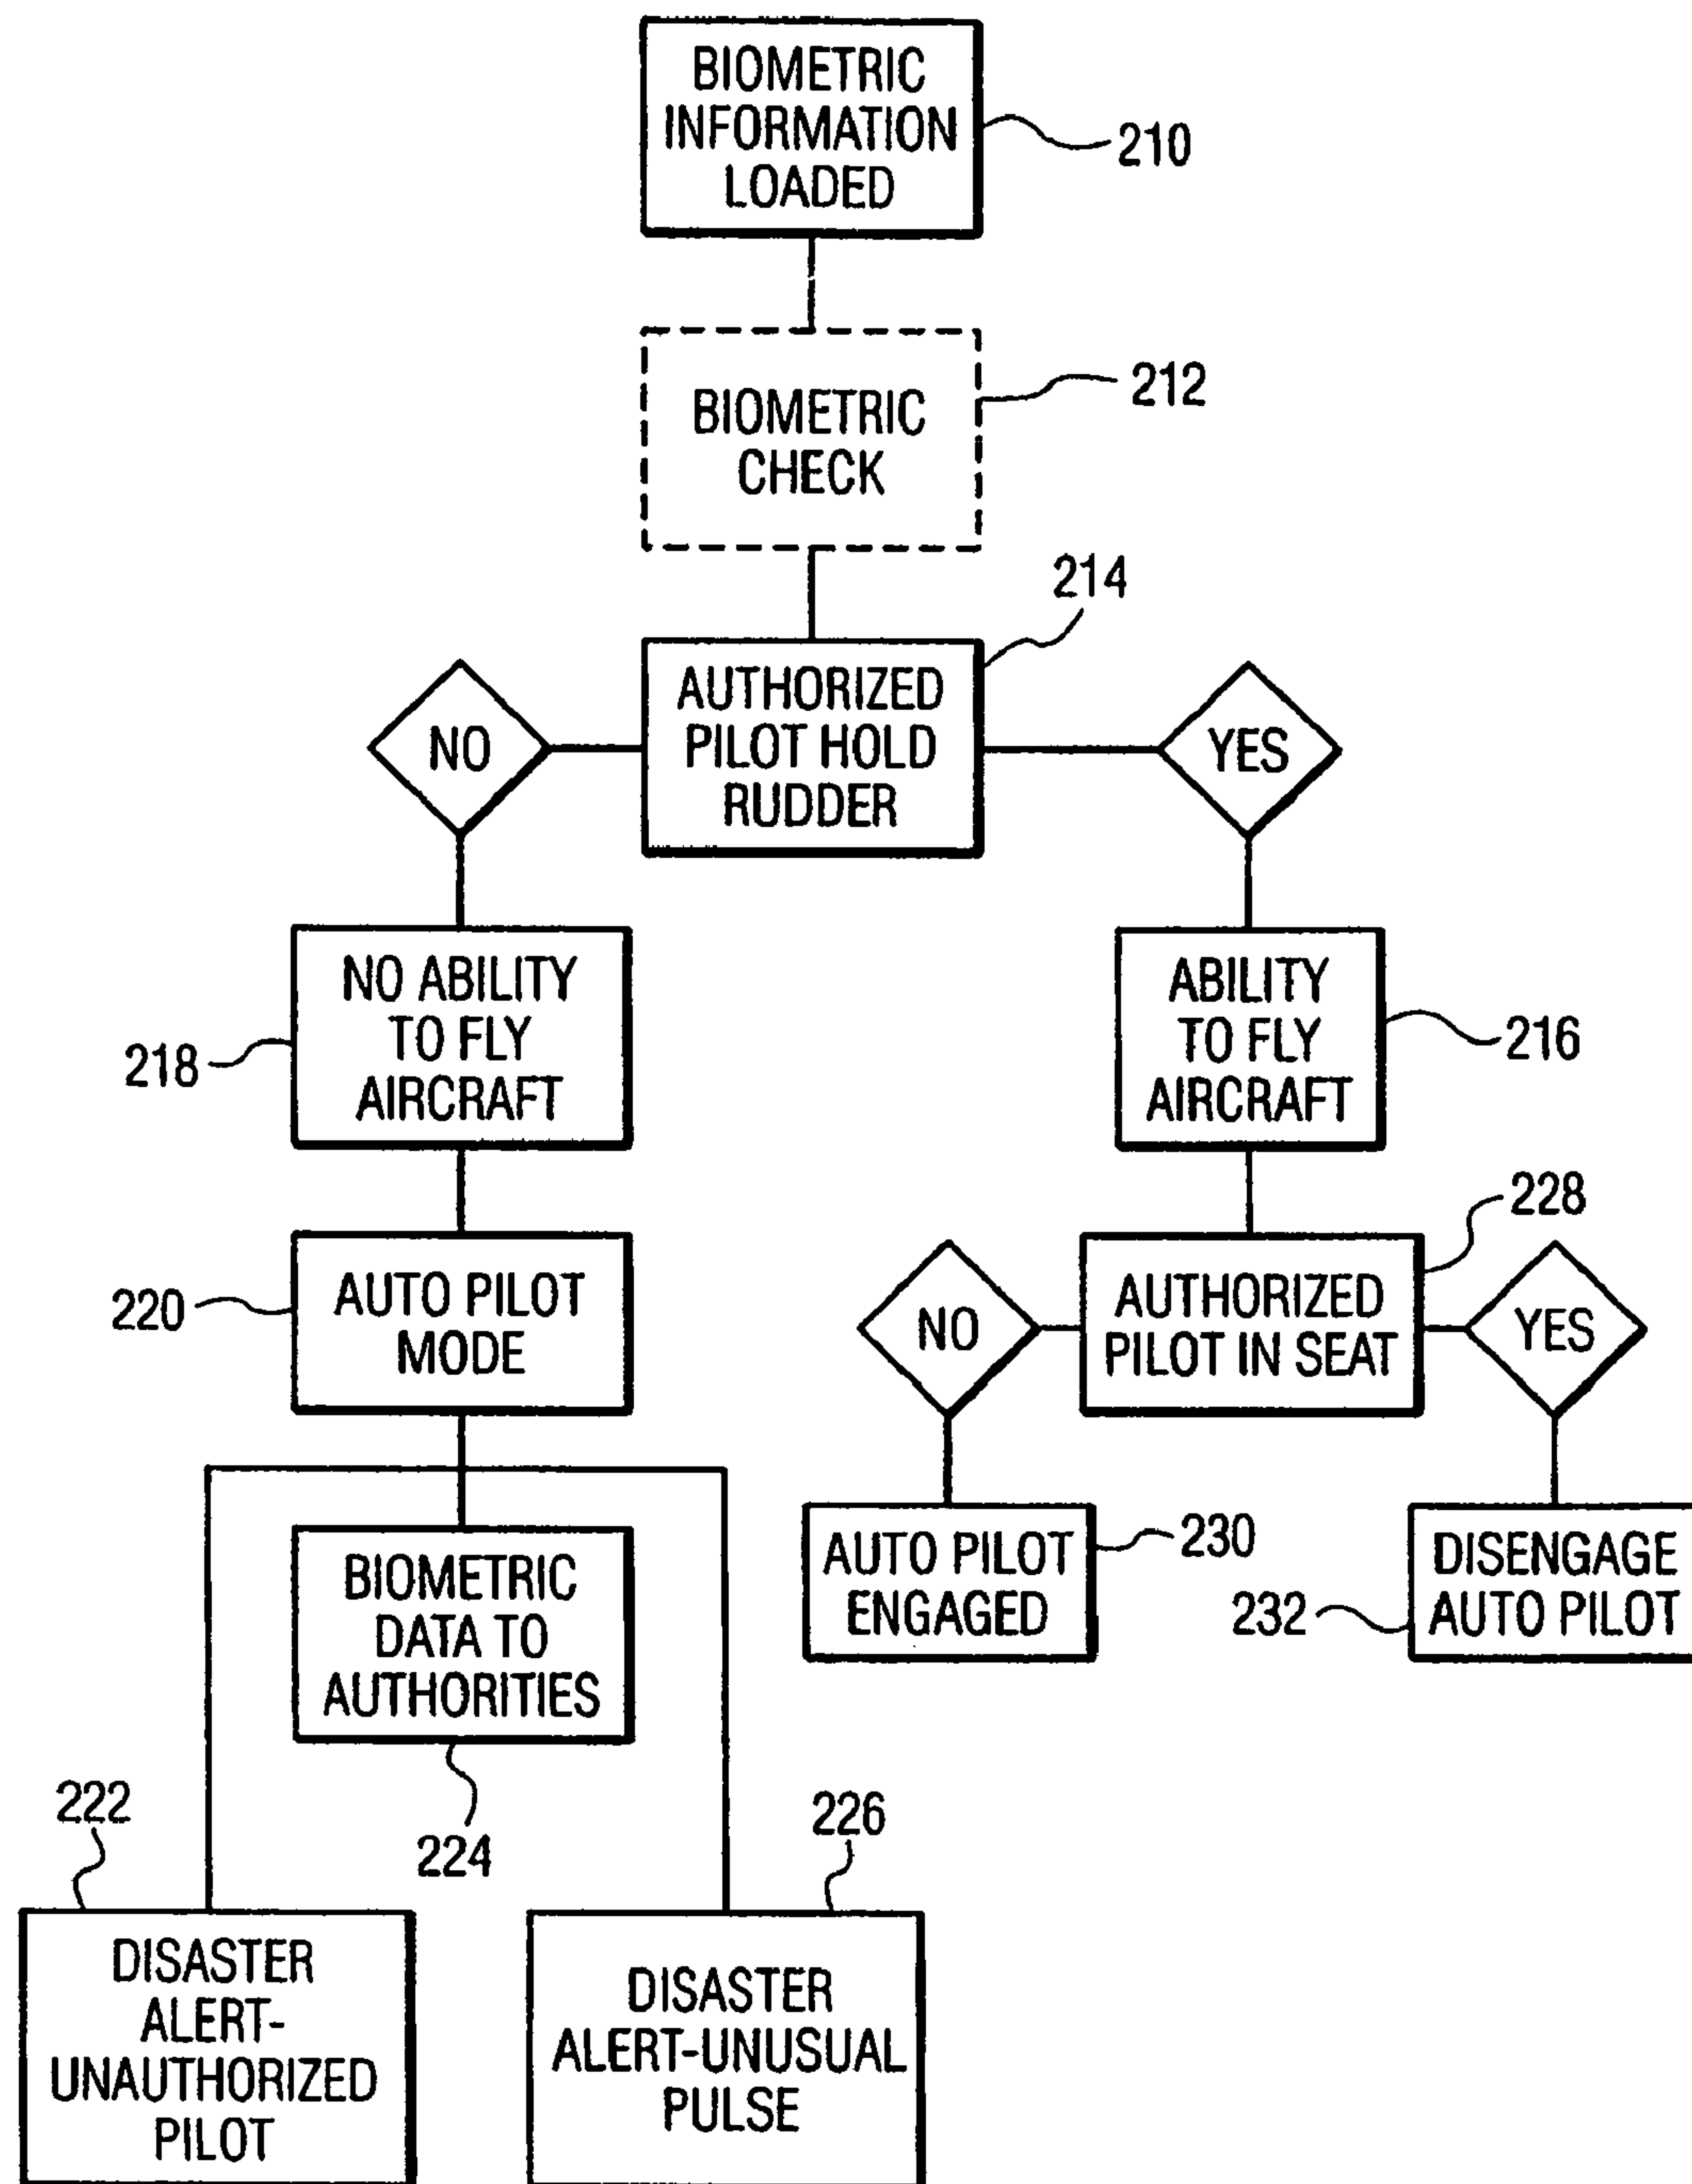 BIOMETRIC
INFORMATION
LOADED
210
BIOMETRIC
CHECK
212
214
AUTHORIZED
PILOT HOLD
RUDDER
NO
YES
NO ABILITY
TO FLY
AIRCRAFT
218
ABILITY
TO FLY
AIRCRAFT
216
228
220
AUTO PILOT
MODE
NO
AUTHORIZED
PILOT IN SEAT
YES
AUTO PILOT
ENGAGED
230
232
DISENGAGE
AUTO PILOT
BIOMETRIC
DATA TO
AUTHORITIES
224
222
226
DISASTER
ALERT-
UNAUTHORIZED
PILOT
DISASTER
ALERT-UNUSUAL
PULSE